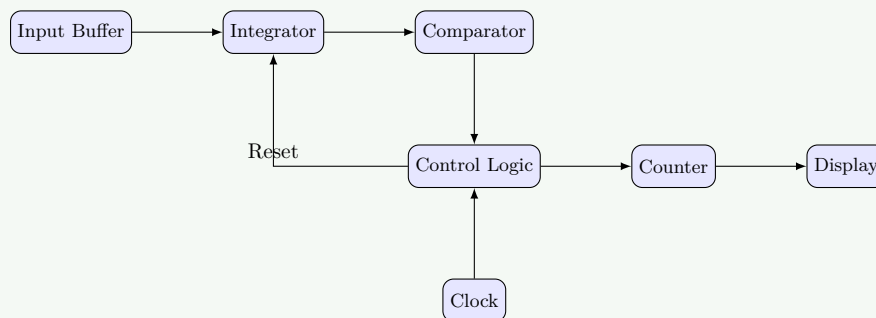 Input Buffer
Integrator
Comparator
Reset
Control Logic
Counter
Display
Clock